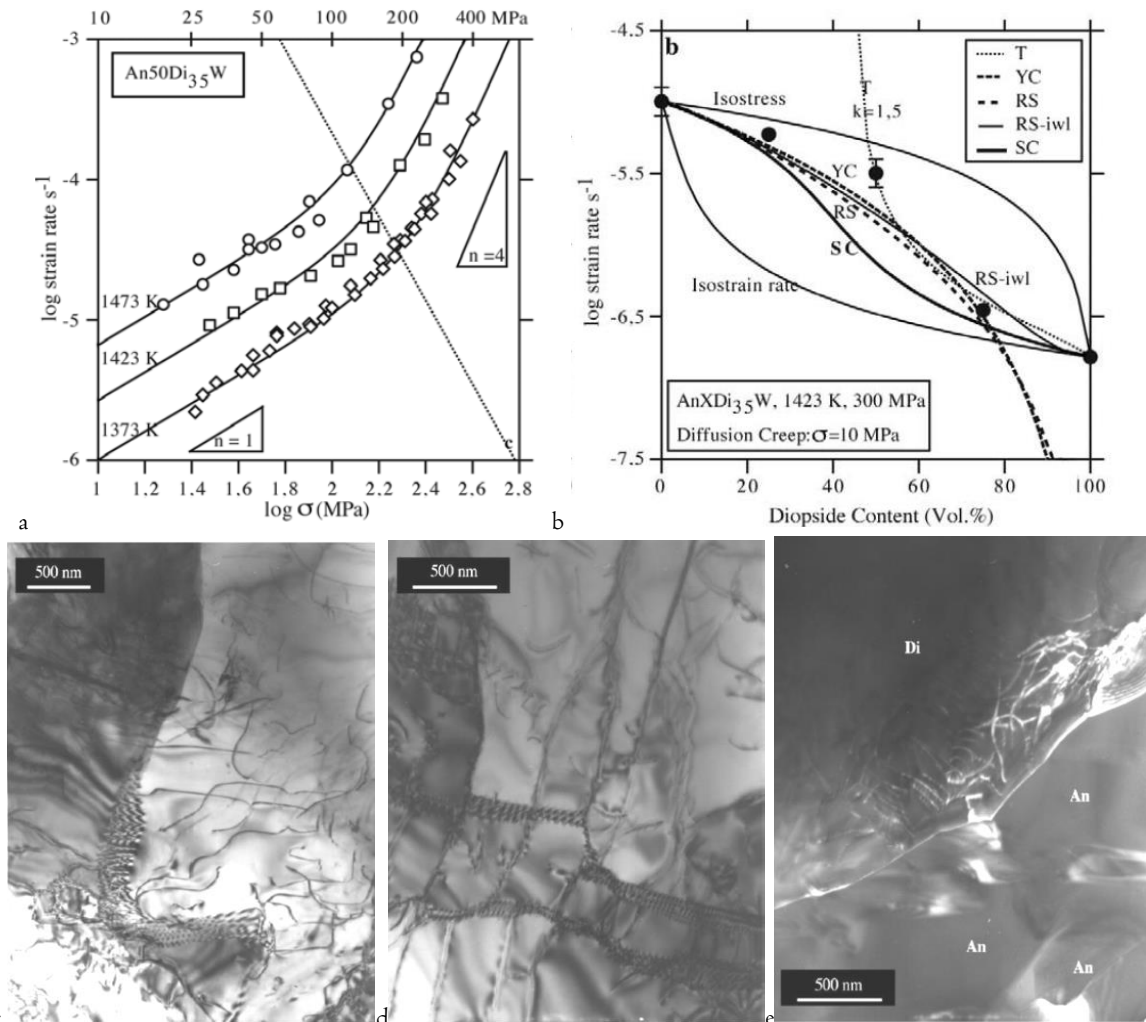 10 25 50 100 200 400 MPa
-3
An50Di35W
-4
n=4
log strain rate s-1
1473 K
-5
1423 K
1373 K
n = 1
c
-6
1 1,2 1.6 1.8 2 2.2 2.4 2.6 2.8
log σ (MPa)
a
-4.5
b
T
YC
RS
RS-iwl
SC
T
ki=1,5
Isostress
-5.5
YC
RS
SC
RS-iwl
Isostrain rate
log strain rate s-1
-6,5
AnXDi35W, 1423 K, 300 MPa
Diffusion Creep: σ=10 MPa
-7.5
0 20 40 60 80 100
Diopside Content (Vol.%)
b
500 nm
500 nm
Di
An
An
An
500 nm
d
e